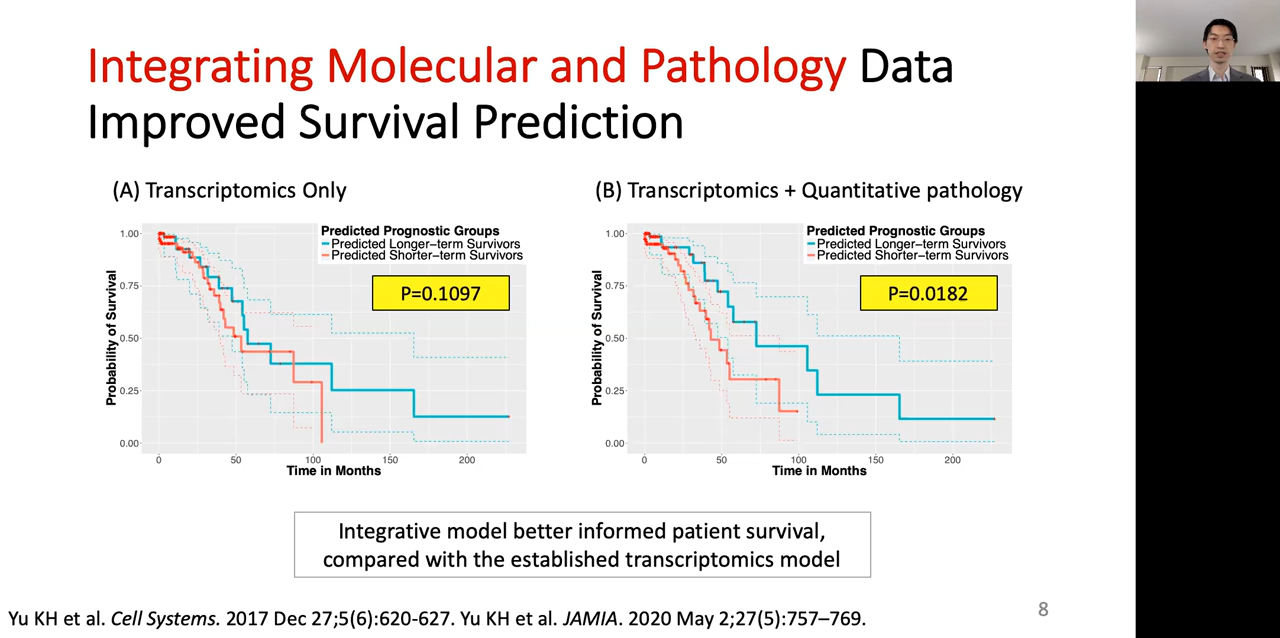 Integrating Molecular and Pathology Data
Improved Survival Prediction
(A) Transcriptomics Only
Predicted Prognostic Groups
Predicted Longer-term Survivors
Predicted Shorter-term Survivors
P=0.1097
1.00
0.75
0.50
0.25
0.00
Probability of Survival
0 50 100 150 200
Time in Months
(B) Transcriptomics + Quantitative pathology
Predicted Prognostic Groups
Predicted Longer-term Survivors
Predicted Shorter-term Survivors
P=0.0182
1.00
0.75
0.50
0.25
0.00
Probability of Survival
0 50 100 150 200
Time in Months
Integrative model better informed patient survival,
compared with the established transcriptomics model
Yu KH et al. Cell Systems. 2017 Dec 27;5(6):620-627. Yu KH et al. JAMIA. 2020 May 2;27(5):757–769.
8